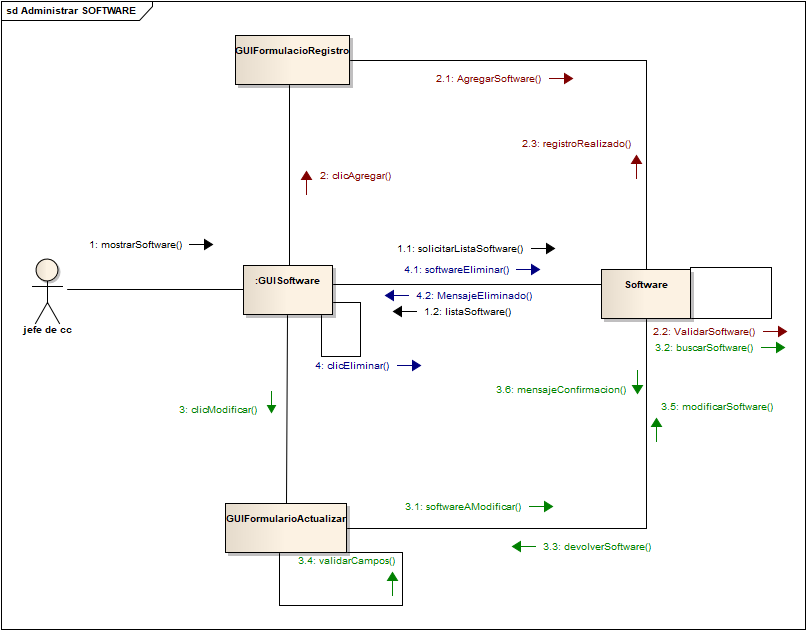 sd Administrar SOFTWARE
GUIFormulacioRegistro
2.1: AgregarSoftware()
2.3: registroRealizado()
2: clicAgregar()
1: mostrarSoftware()
1.1: solicitarListaSoftware()
4.1: softwareEliminar()
:GUISoftware
Software
4.2: MensajeEliminado()
1.2: listaSoftware()
jefe de cc
2.2: ValidarSoftware()
3.2: buscarSoftware()
4: clicEliminar()
3.6: mensajeConfirmacion()
3: clicModificar()
3.5: modificarSoftware()
3.1: softwareAModificar()
GUIFormularioActualizar
3.3: devolverSoftware()
3.4: validarCampos()